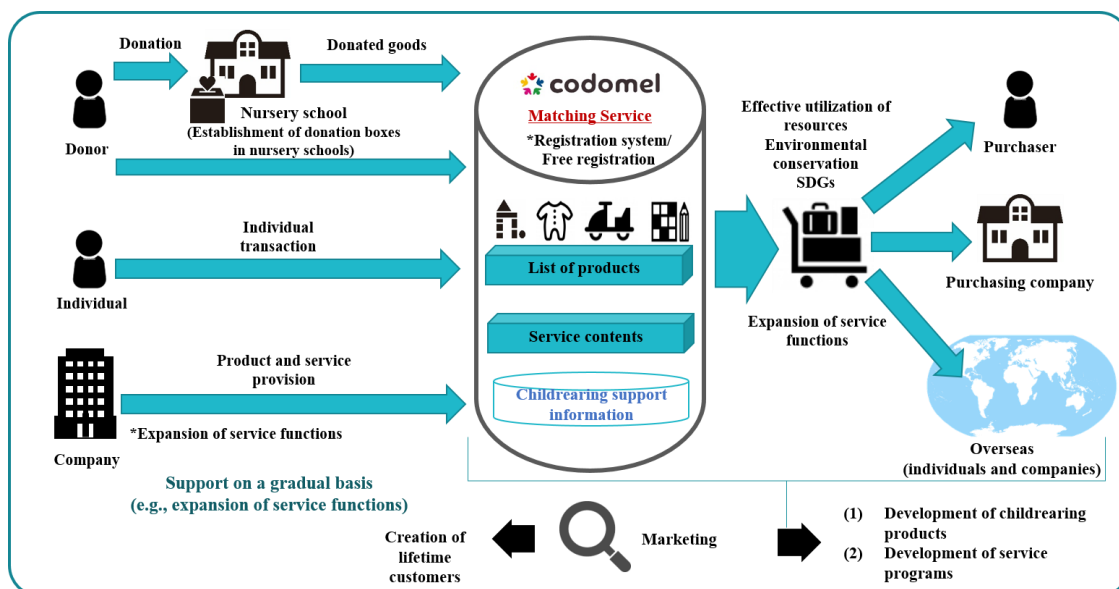 Donation
Donated goods
Donor
Nursery school
(Establishment of donation boxes
in nursery schools)
Individual
transaction
Individual
Product and service
provision
*Expansion of service functions
Company
Support on a gradual basis
(e.g., expansion of service functions)
codomel
Matching Service
*Registration system/
Free registration
List of products
Service contents
Childrearing support
information
Effective utilization of
resources
Environmental
conservation
SDGs
Expansion of service
functions
Purchaser
Purchasing company
Overseas
(individuals and companies)
Creation of
lifetime
customers
Marketing
(1) Development of childrearing
products
(2) Development of service
programs